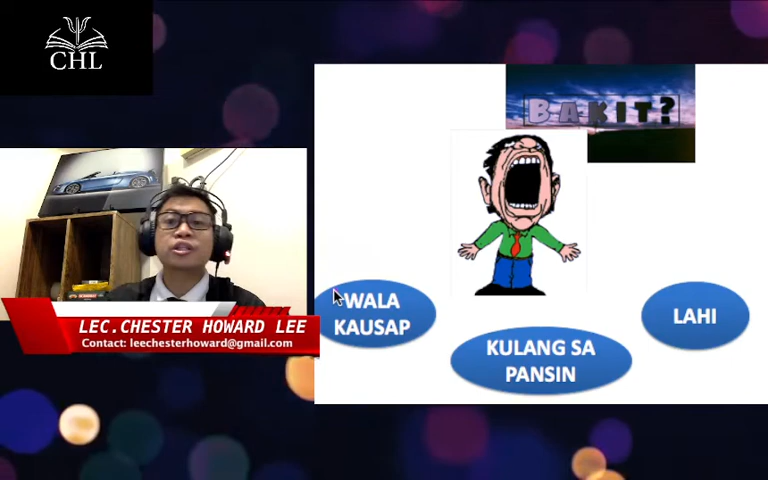 CHL
BAKIT?
WALA
KAUSAP
KULANG SA
PANSIN
LAHI
LEC.CHESTER HOWARD LEE
Contact: leechesterhoward@gmail.com